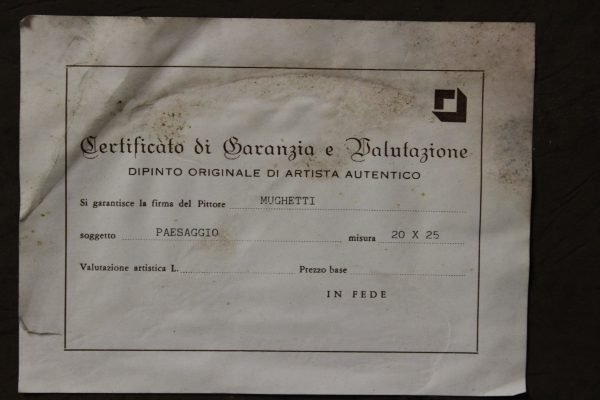 Certificato di Garanzia e Valutazione
DIPINTO ORIGINALE DI ARTISTA AUTENTICO
Si garantisce la firma del Pittore MUGHETTI
soggetto PAESAGGIO misura 20 X 25
Valutazione artistica L. Prezzo base
IN FEDE